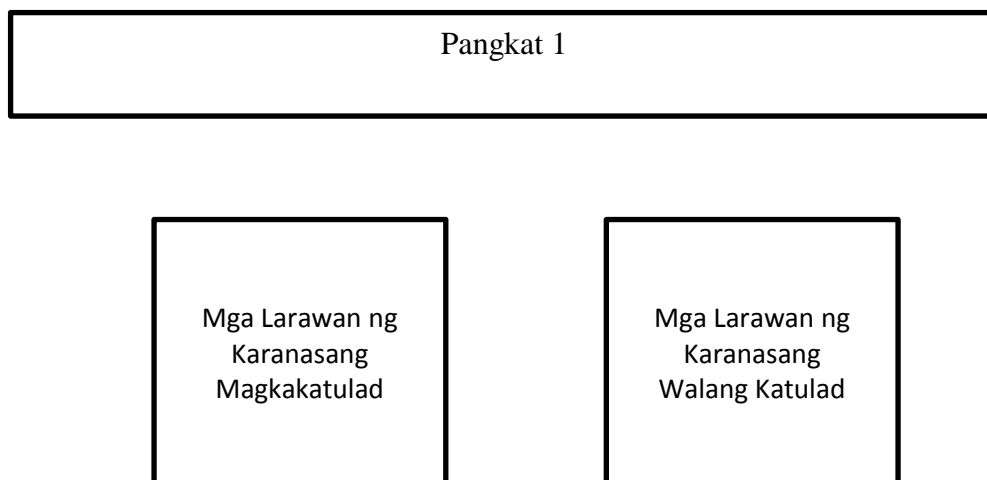 Pangkat 1
Mga Larawan ng
Karanasang
Magkakatulad
Mga Larawan ng
Karanasang
Walang Katulad